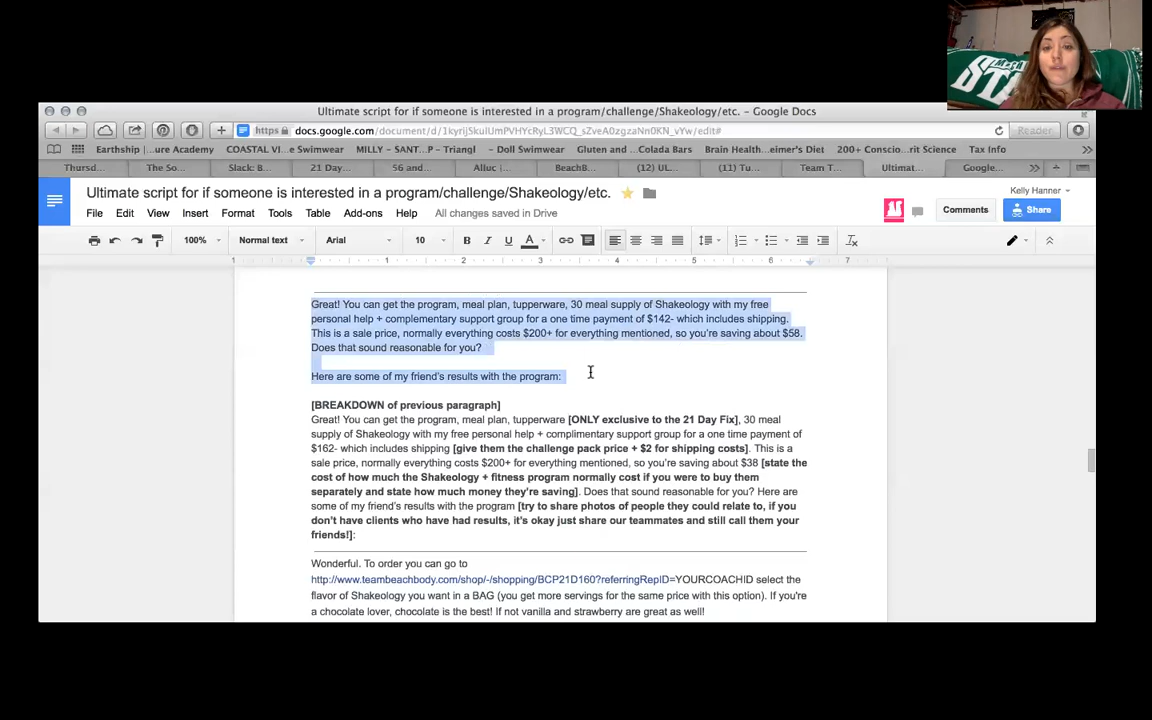 Ultimate script for if someone is interested in a program/challenge/Shakeology/etc. – Google Docs
https docs.google.com/document/d/ Reader
Earthship|...ure Academy COASTAL VI...e Swimwear MILLY – SANT...P – Triangl – Doll Swimwear Gluten and ...Colada Bars Brain Health...eimer's Diet 200+ Conscio...rit Science Tax Info
Thursd... The So... Slack: B... 21 Day... 56 and... Alluc |... BeachB... (12) UL... (11) Tu... Team T... Ultimat... Google...
Ultimate script for if someone is interested in a program/challenge/Shakeology/etc.
Kelly Hanner
File Edit View Insert Format Tools Table Add-ons Help All changes saved in Drive
Comments Share
100% Normal text Arial 10 B I U A
1 1 2 3 4 5 6 7
Great! You can get the program, meal plan, tupperware, 30 meal supply of Shakeology with my free
personal help + complementary support group for a one time payment of $142- which includes shipping.
This is a sale price, normally everything costs $200+ for everything mentioned, so you're saving about $58.
Does that sound reasonable for you?
Here are some of my friend's results with the program:
[BREAKDOWN of previous paragraph]
Great! You can get the program, meal plan, tupperware [ONLY exclusive to the 21 Day Fix], 30 meal
supply of Shakeology with my free personal help + complimentary support group for a one time payment of
$162- which includes shipping [give them the challenge pack price + $2 for shipping costs]. This is a
sale price, normally everything costs $200+ for everything mentioned, so you're saving about $38 [state the
cost of how much the Shakeology + fitness program normally cost if you were to buy them
separately and state how much money they're saving]. Does that sound reasonable for you? Here are
some of my friend's results with the program [try to share photos of people they could relate to, if you
don't have clients who have had results, it's okay just share our teammates and still call them your
friends!]:
Wonderful. To order you can go to
http://www.teambeachbody.com/shop/-/shopping/BCP21D160?referringRepID=YOURCOACHID select the
flavor of Shakeology you want in a BAG (you get more servings for the same price with this option). If you're
a chocolate lover, chocolate is the best! If not vanilla and strawberry are great as well!